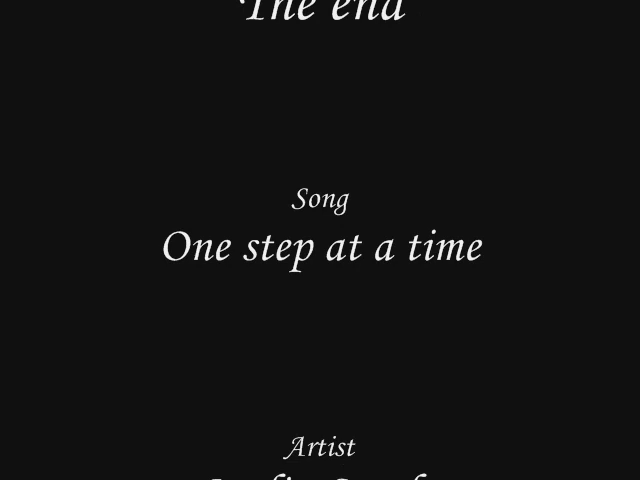 The end
Song
One step at a time
Artist